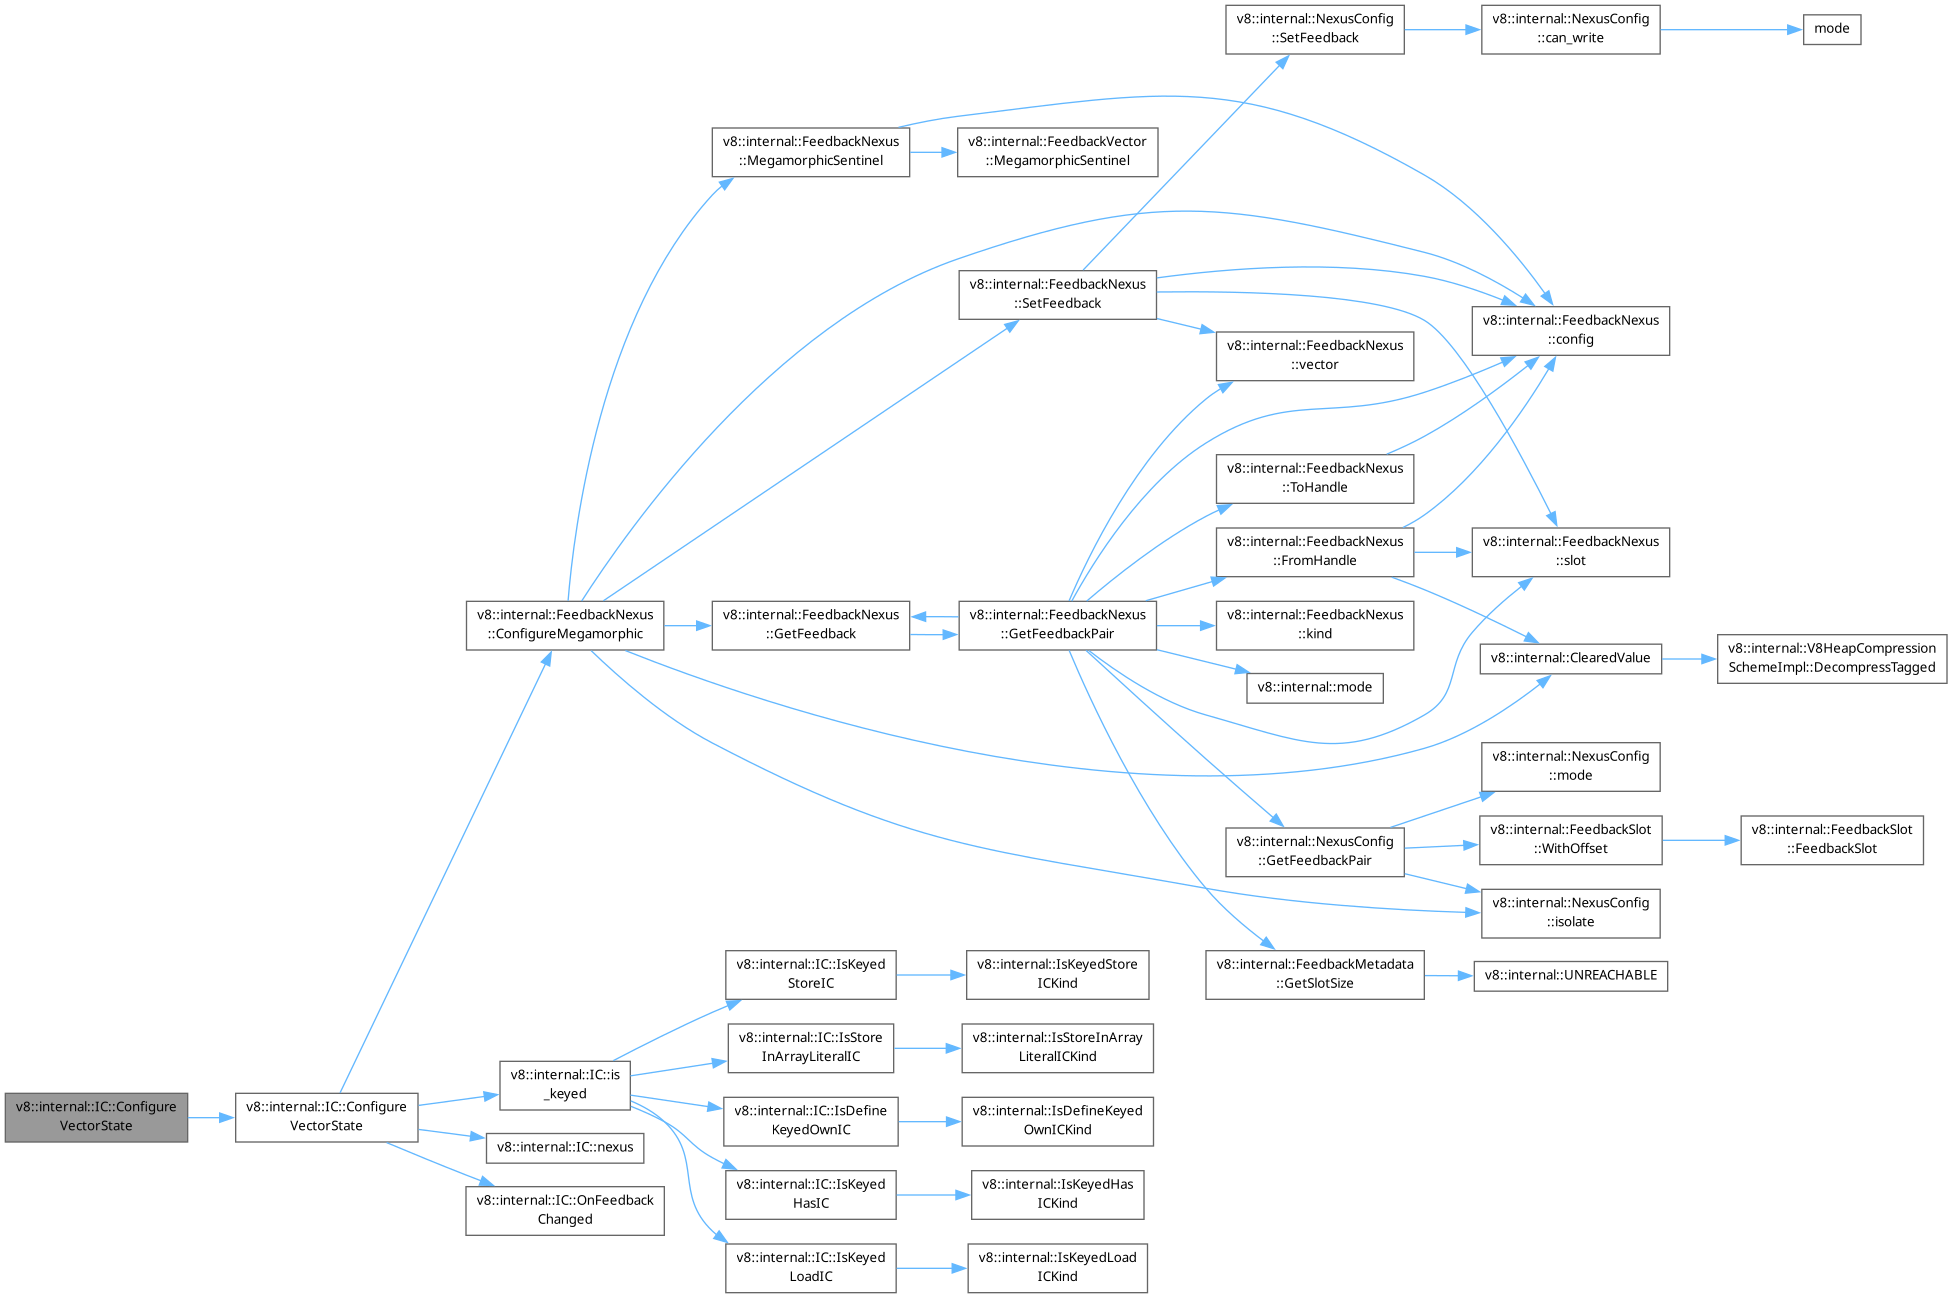 v8::internal::NexusConfig
::SetFeedback
v8::internal::NexusConfig
::can_write
mode
v8::internal::FeedbackNexus
::MegamorphicSentinel
v8::internal::FeedbackVector
::MegamorphicSentinel
v8::internal::FeedbackNexus
::SetFeedback
v8::internal::FeedbackNexus
::config
v8::internal::FeedbackNexus
::vector
v8::internal::FeedbackNexus
::ToHandle
v8::internal::FeedbackNexus
::FromHandle
v8::internal::FeedbackNexus
::slot
v8::internal::FeedbackNexus
::ConfigureMegamorphic
v8::internal::FeedbackNexus
::GetFeedback
v8::internal::FeedbackNexus
::GetFeedbackPair
v8::internal::FeedbackNexus
::kind
v8::internal::ClearedValue
v8::internal::V8HeapCompression
SchemeImpl::DecompressTagged
v8::internal::mode
v8::internal::NexusConfig
::mode
v8::internal::NexusConfig
::GetFeedbackPair
v8::internal::FeedbackSlot
::WithOffset
v8::internal::FeedbackSlot
::FeedbackSlot
v8::internal::NexusConfig
::isolate
v8::internal::IC::IsKeyed
StoreIC
v8::internal::IsKeyedStore
ICKind
v8::internal::FeedbackMetadata
::GetSlotSize
v8::internal::UNREACHABLE
v8::internal::IC::IsStore
InArrayLiteralIC
v8::internal::IsStoreInArray
LiteralICKind
v8::internal::IC::is
_keyed
v8::internal::IC::Configure
VectorState
v8::internal::IC::Configure
VectorState
v8::internal::IC::IsDefine
KeyedOwnIC
v8::internal::IsDefineKeyed
OwnICKind
v8::internal::IC::nexus
v8::internal::IC::IsKeyed
HasIC
v8::internal::IsKeyedHas
ICKind
v8::internal::IC::OnFeedback
Changed
v8::internal::IC::IsKeyed
LoadIC
v8::internal::IsKeyedLoad
ICKind